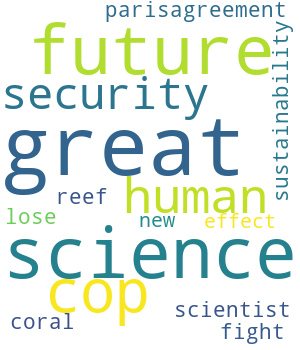 parisagreement
future
sustainability
security
great
human
reef
lose
new
effect
science
cop
scientist
coral
fight